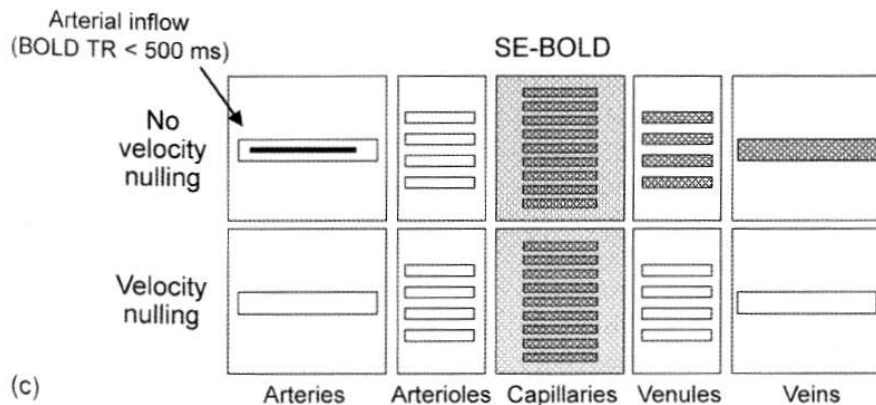 Arterial inflow
(BOLD TR < 500 ms)
SE-BOLD
No
velocity
nulling
Velocity
nulling
(c)
Arteries Arterioles Capillaries Venules Veins